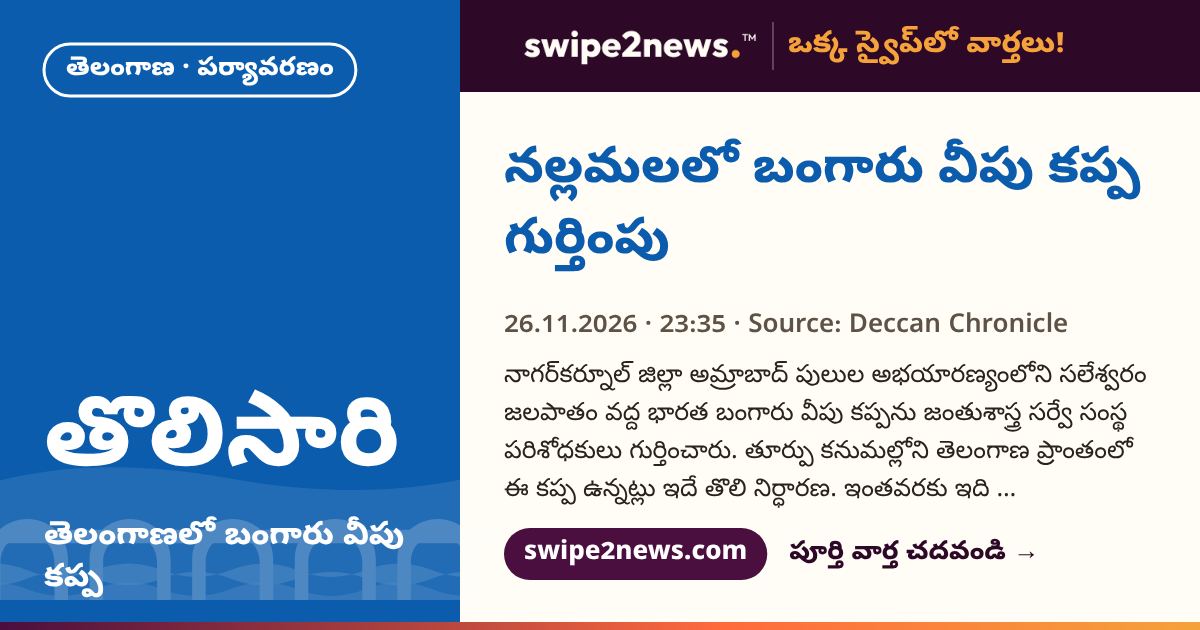 తెలంగాణ · పర్యావరణం
తొలిసారి
తెలంగాణలో బంగారు వీపు
కప్ప
swipe2news.™
ఒక్క స్వైప్‌లో వార్తలు!
నల్లమలలో బంగారు వీపు కప్ప
గుర్తింపు
26.11.2026 · 23:35 · Source: Deccan Chronicle
నాగర్‌కర్నూల్ జిల్లా అమ్రాబాద్ పులుల అభయారణ్యంలోని సలేశ్వరం
జలపాతం వద్ద భారత బంగారు వీపు కప్పను జంతుశాస్త్ర సర్వే సంస్థ
పరిశోధకులు గుర్తించారు. తూర్పు కనుమల్లోని తెలంగాణ ప్రాంతంలో
ఈ కప్ప ఉన్నట్లు ఇదే తొలి నిర్ధారణ. ఇంతవరకు ఇది ...
swipe2news.com
పూర్తి వార్త చదవండి →